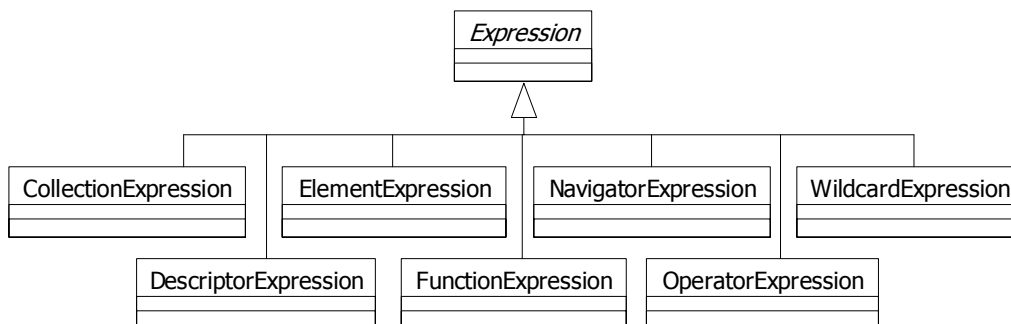 Expression
CollectionExpression
ElementExpression
NavigatorExpression
WildcardExpression
DescriptorExpression
FunctionExpression
OperatorExpression